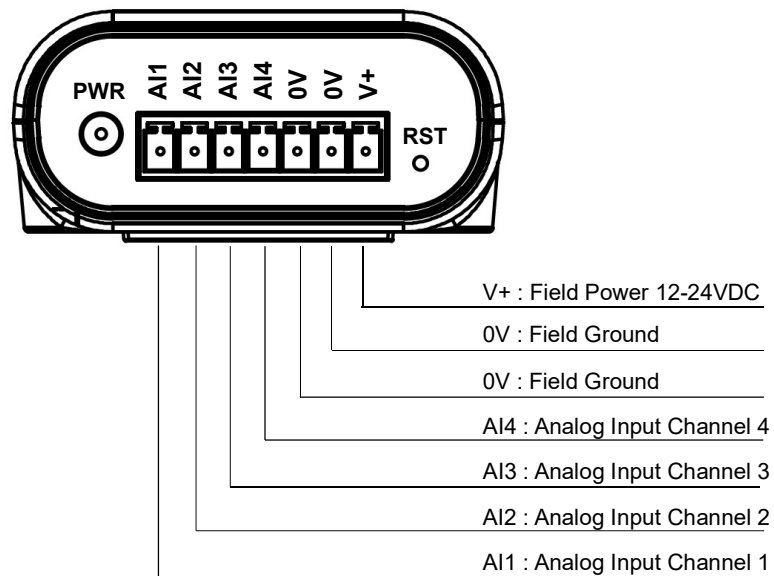 PWR
AI1
AI2
AI3
AI4
0V
0V
V+
RST
V+ : Field Power 12-24VDC
0V : Field Ground
0V : Field Ground
AI4 : Analog Input Channel 4
AI3 : Analog Input Channel 3
AI2 : Analog Input Channel 2
AI1 : Analog Input Channel 1